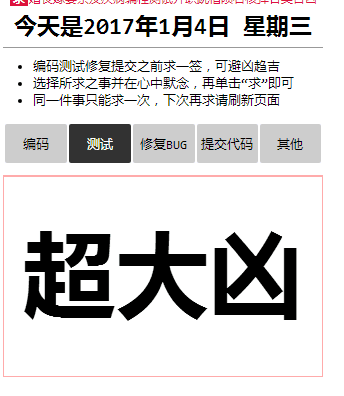 今天是2017年1月4日 星期三
编码测试修复提交之前求一签，可避凶趋吉
选择所求之事并在心中默念，再单击“求”即可
同一件事只能求一次，下次再求请刷新页面
编码 测试 修复BUG 提交代码 其他
超大凶